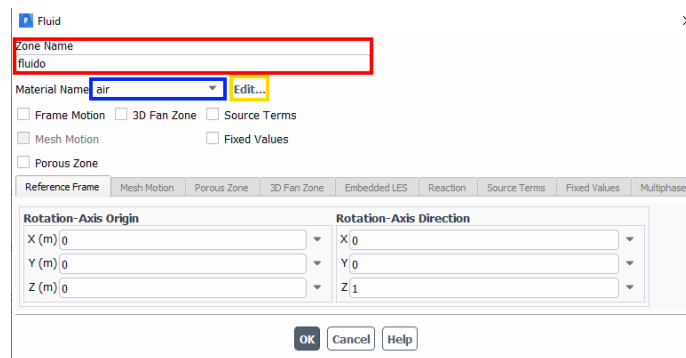 Fluid
Zone Name
fluido
Material Name air Edit...
Frame Motion 3D Fan Zone Source Terms
Mesh Motion Fixed Values
Porous Zone
Reference Frame Mesh Motion Porous Zone 3D Fan Zone Embedded LES Reaction Source Terms Fixed Values Multiphase
Rotation-Axis Origin Rotation-Axis Direction
X (m) 0 X 0
Y (m) 0 Y 0
Z (m) 0 Z 1
OK Cancel Help